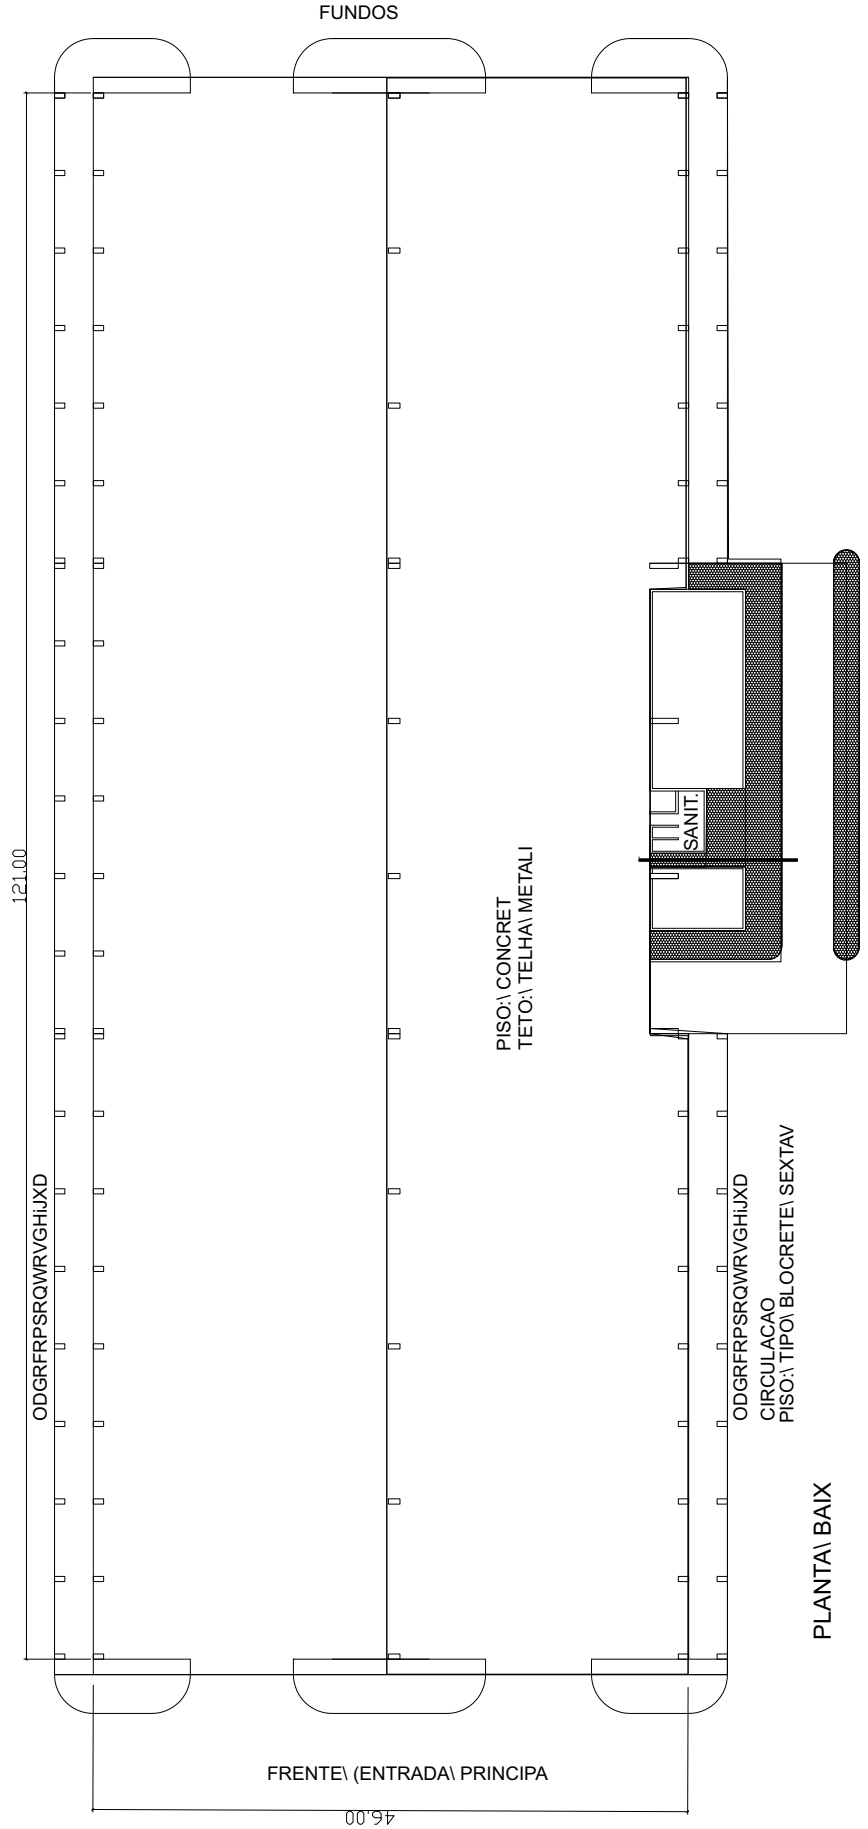 FUNDOS
121.00
PISO:\ CONCRET
TETO:\ TELHA\ METALI
SANIT.
ODGRFRPSRQWRVGHiJXD
ODGRFRPSRQWRVGHiJXD
CIRCULACAO
PISO:\ TIPO\ BLOCRETE\ SEXTAV
PLANTA\ BAIX
FRENTE\ (ENTRADA\ PRINCIPA
46.00